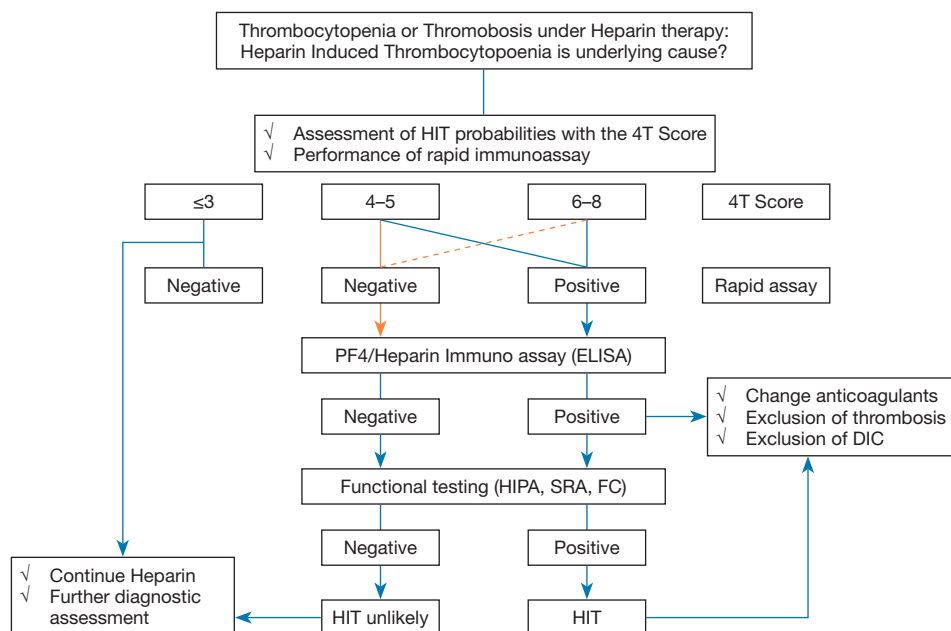 Thrombocytopenia or Thromobosis under Heparin therapy:
Heparin Induced Thrombocytopoenia is underlying cause?
√ Assessment of HIT probabilities with the 4T Score
√ Performance of rapid immunoassay
≤3
4–5
6–8
4T Score
Negative
Negative
Positive
Rapid assay
PF4/Heparin Immuno assay (ELISA)
Negative
Positive
√ Change anticoagulants
√ Exclusion of thrombosis
√ Exclusion of DIC
Functional testing (HIPA, SRA, FC)
Negative
Positive
√ Continue Heparin
√ Further diagnostic
assessment
HIT unlikely
HIT